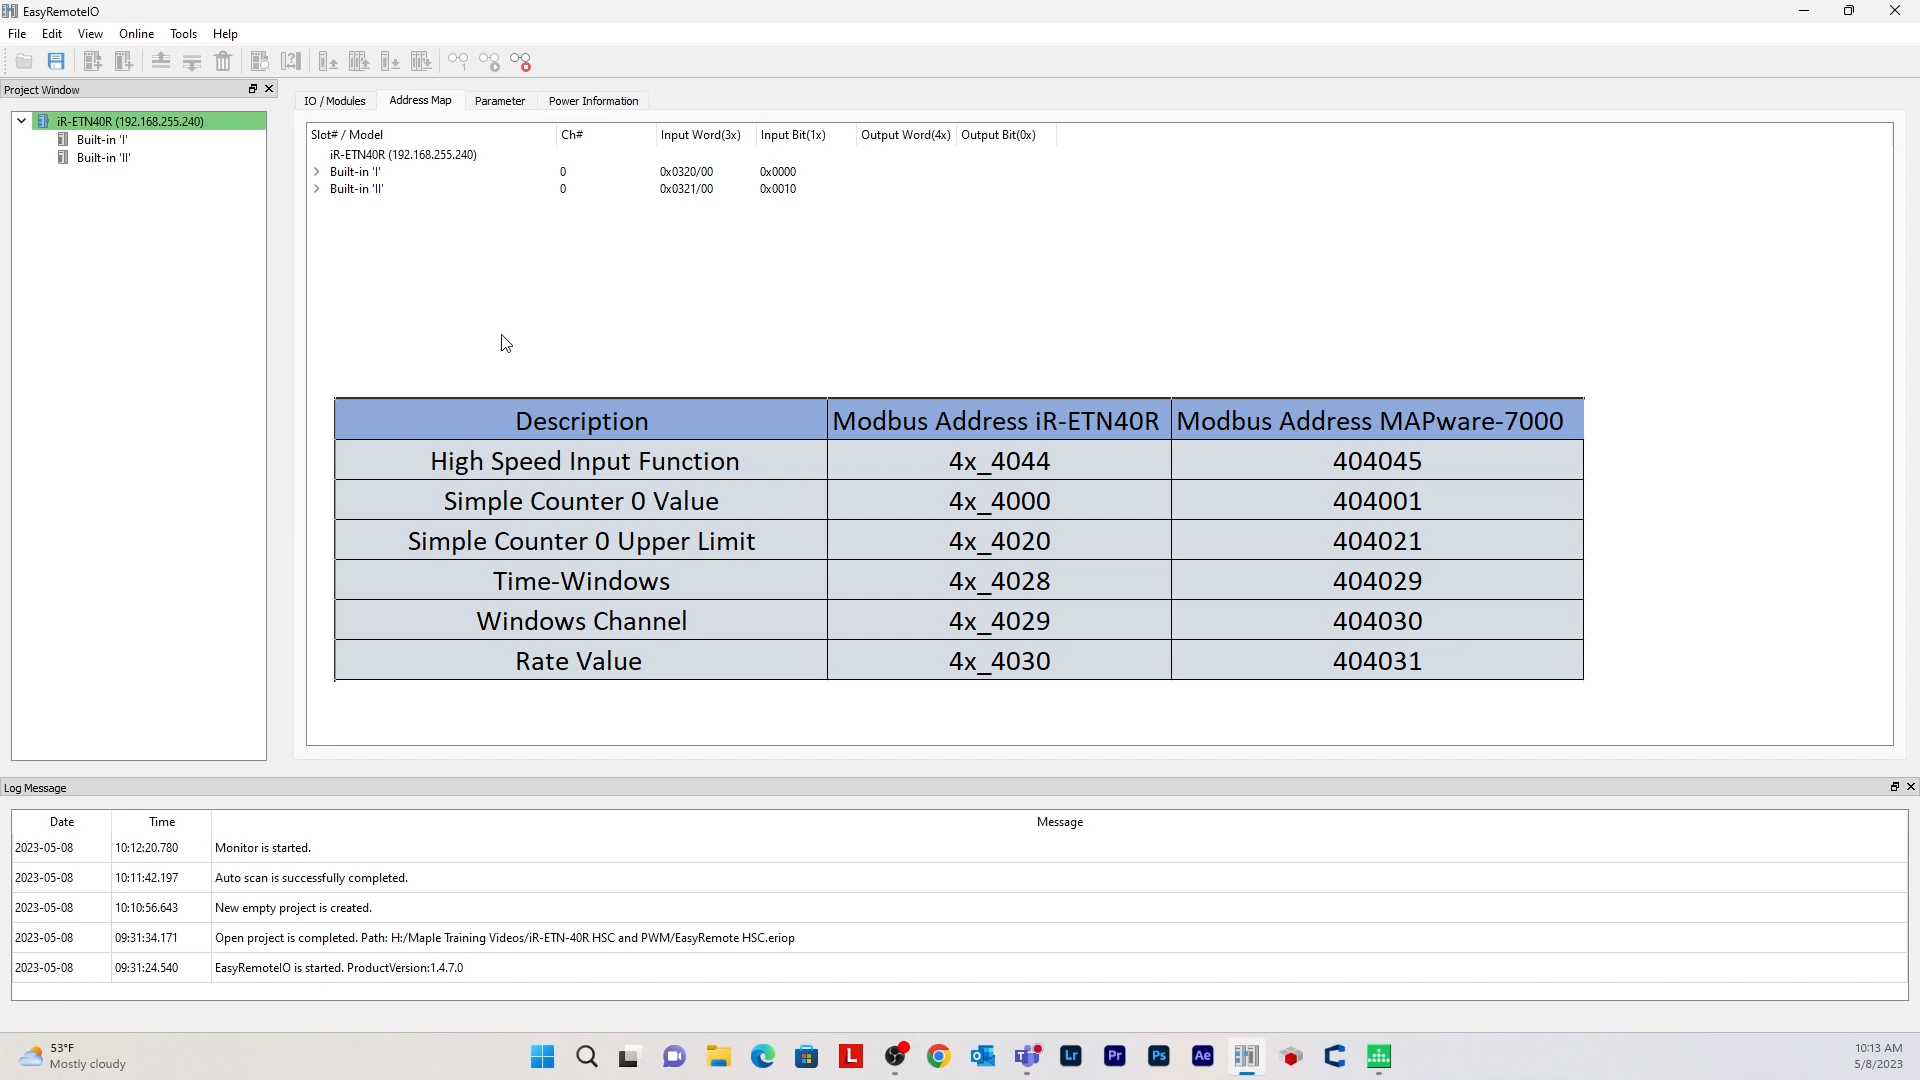 EasyRemoteIO
File Edit View Online Tools Help
Project Window
iR-ETN40R (192.168.255.240)
Built-in 'I'
Built-in 'II'
IO / Modules Address Map Parameter Power Information
Slot# / Model Ch# Input Word(3x) Input Bit(1x) Output Word(4x) Output Bit(0x)
iR-ETN40R (192.168.255.240)
Built-in 'I' 0 0x0320/00 0x0000
Built-in 'II' 0 0x0321/00 0x0010
Description Modbus Address iR-ETN40R Modbus Address MAPware-7000
High Speed Input Function 4x_4044 404045
Simple Counter 0 Value 4x_4000 404001
Simple Counter 0 Upper Limit 4x_4020 404021
Time-Windows 4x_4028 404029
Windows Channel 4x_4029 404030
Rate Value 4x_4030 404031
Log Message
Date Time Message
2023-05-08 10:12:20.780 Monitor is started.
2023-05-08 10:11:42.197 Auto scan is successfully completed.
2023-05-08 10:10:56.643 New empty project is created.
2023-05-08 09:31:34.171 Open project is completed. Path: H:/Maple Training Videos/iR-ETN-40R HSC and PWM/EasyRemote HSC.eriop
2023-05-08 09:31:24.540 EasyRemoteIO is started. ProductVersion:1.4.7.0
53°F
Mostly cloudy
L
Lr
Pr
Ps
Ae
10:13 AM
5/8/2023